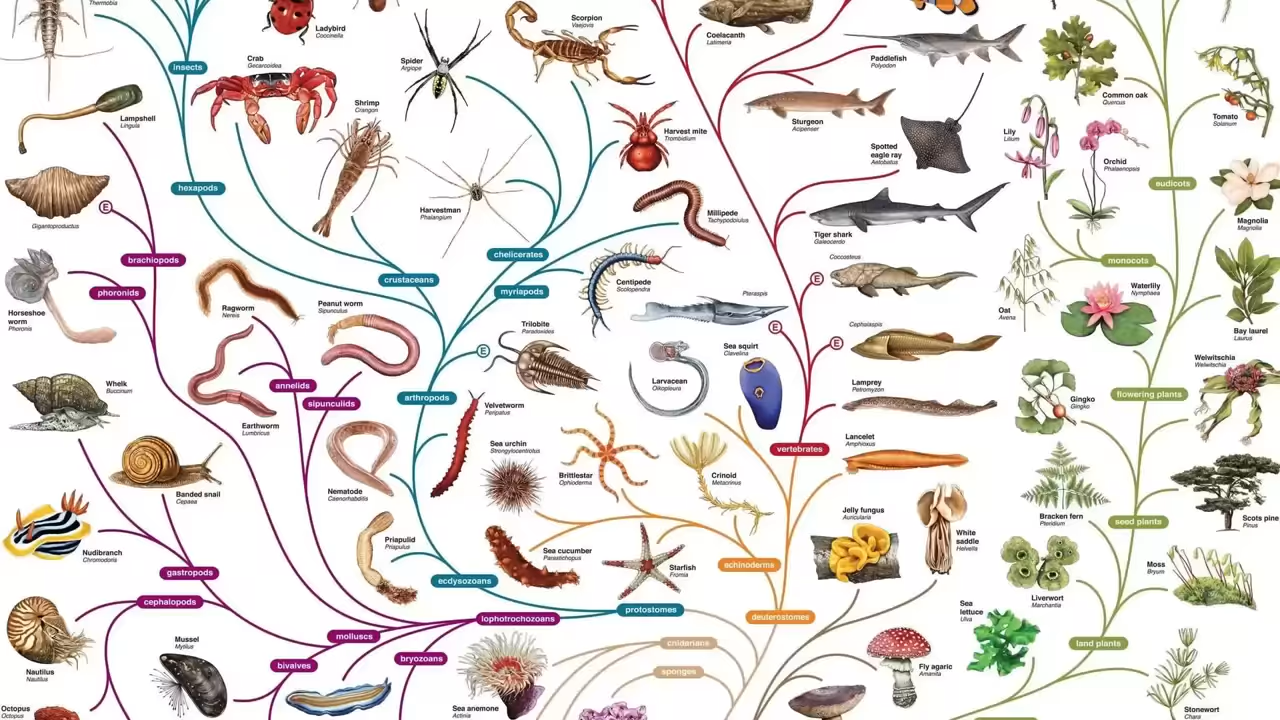 Thermobia
Ladybird
Coccinella
Scorpion
Vaejovis
Coelacanth
Latimeria
Paddlefish
Polyodon
insects
Crab
Gecarcoidea
Spider
Argiope
Shrimp
Crangon
Harvest mite
Trombidium
Sturgeon
Acipenser
Common oak
Quercus
Tomato
Solanum
Lampshell
Lingula
Lily
Lilium
Spotted
eagle ray
Aetobatus
Orchid
Phalaenopsis
hexapods
eudicots
E
Gigantoproductus
Harvestman
Phalangium
Millipede
Tachypodoiulus
Tiger shark
Galeocerdo
Magnolia
Magnolia
brachiopods
chelicerates
monocots
Coccosteus
crustaceans
E
phoronids
myriapods
Centipede
Scolopendra
Waterlily
Nymphaea
Pteraspis
Horseshoe
worm
Phoronis
Ragworm
Nereis
Peanut worm
Sipunculus
Oat
Avena
Trilobite
Paradoxides
E
Cephalaspis
E
Bay laurel
Laurus
E
Sea squirt
Clavelina
Welwitschia
Welwitschia
Whelk
Buccinum
annelids
Larvacean
Oikopleura
Lamprey
Petromyzon
sipunculids
arthropods
flowering plants
Gingko
Gingko
Velvetworm
Peripatus
Earthworm
Lumbricus
Lancelet
Amphioxus
Sea urchin
Strongylocentrotus
vertebrates
Brittlestar
Ophioderma
Crinoid
Metacrinus
Nematode
Caenorhabditis
Banded snail
Cepaea
Jelly fungus
Auricularia
Bracken fern
Pteridium
seed plants
Scots pine
Pinus
White
saddle
Helvella
Priapulid
Priapulus
Sea cucumber
Parastichopus
Nudibranch
Chromodoris
Starfish
Fromia
echinoderms
Moss
Bryum
gastropods
ecdysozoans
Liverwort
Marchantia
cephalopods
Sea
lettuce
Ulva
protostomes
lophotrochozoans
deuterostomes
molluscs
Mussel
Mytilus
cnidarians
land plants
bivalves
bryozoans
sponges
Fly agaric
Amanita
Nautilus
Nautilus
Octopus
Octopus
Sea anemone
Actinia
Stonewort
Chara